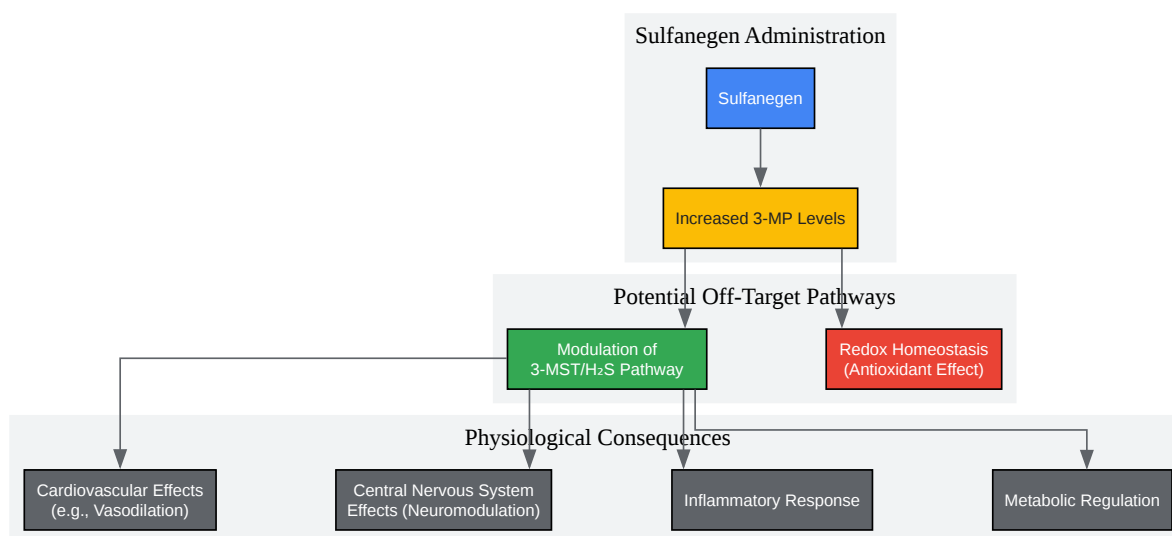 Sulfanegen Administration
Sulfanegen
Increased 3-MP Levels
Potential Off-Target Pathways
Modulation of
3-MST/H₂S Pathway
Redox Homeostasis
(Antioxidant Effect)
Physiological Consequences
Cardiovascular Effects
(e.g., Vasodilation)
Central Nervous System
Effects (Neuromodulation)
Inflammatory Response
Metabolic Regulation